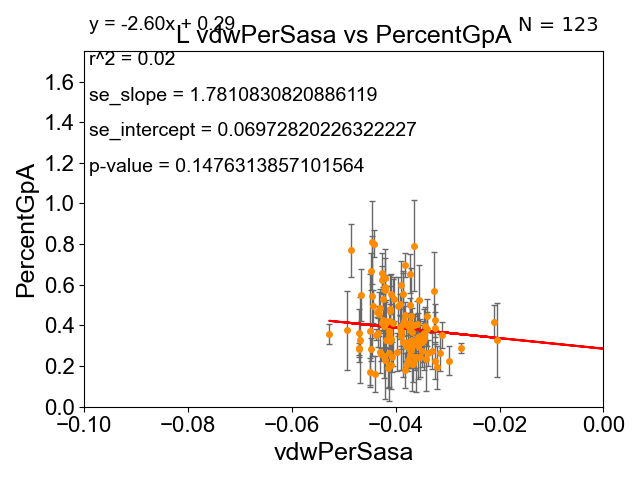 y = -2.60x + 0.29
N = 123
L vdwPerSasa vs PercentGpA
r^2 = 0.02
se_slope = 1.7810830820886119
se_intercept = 0.06972820226322227
p-value = 0.1476313857101564
PercentGpA
1.6
1.4
1.2
1.0
0.8
0.6
0.4
0.2
0.0
−0.10
−0.08
−0.06
−0.04
−0.02
0.00
vdwPerSasa